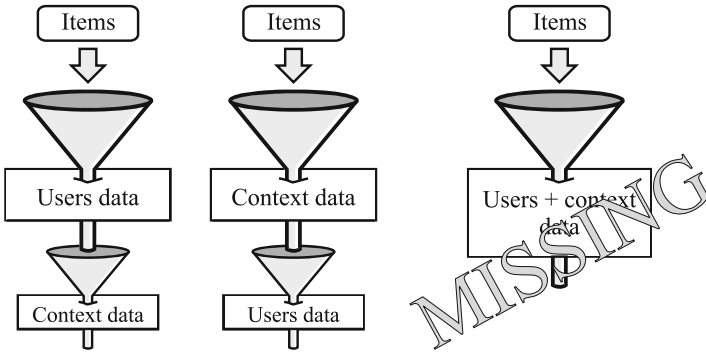 Items
Items
Items
Users data
Context data
Users + context
data
MISSING
Context data
Users data